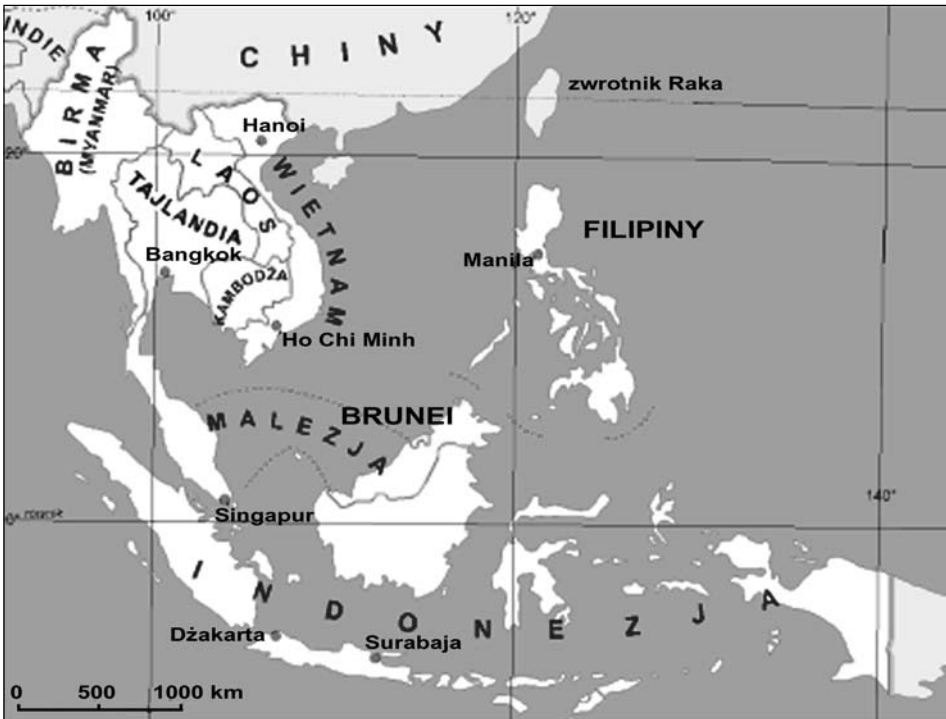 100°
120°
INDIE
CHINY
BIRMA
(MYANMAR)
zwrotnik Raka
Hanoi
20°
LAOS
WIETNAM
TAJLANDIA
FILIPINY
Bangkok
Manila
KAMBODŻA
Ho Chi Minh
BRUNEI
MALEZJA
140°
Singapur
0°
INDONEZJA
Dżakarta
Surabaja
0 500 1000 km